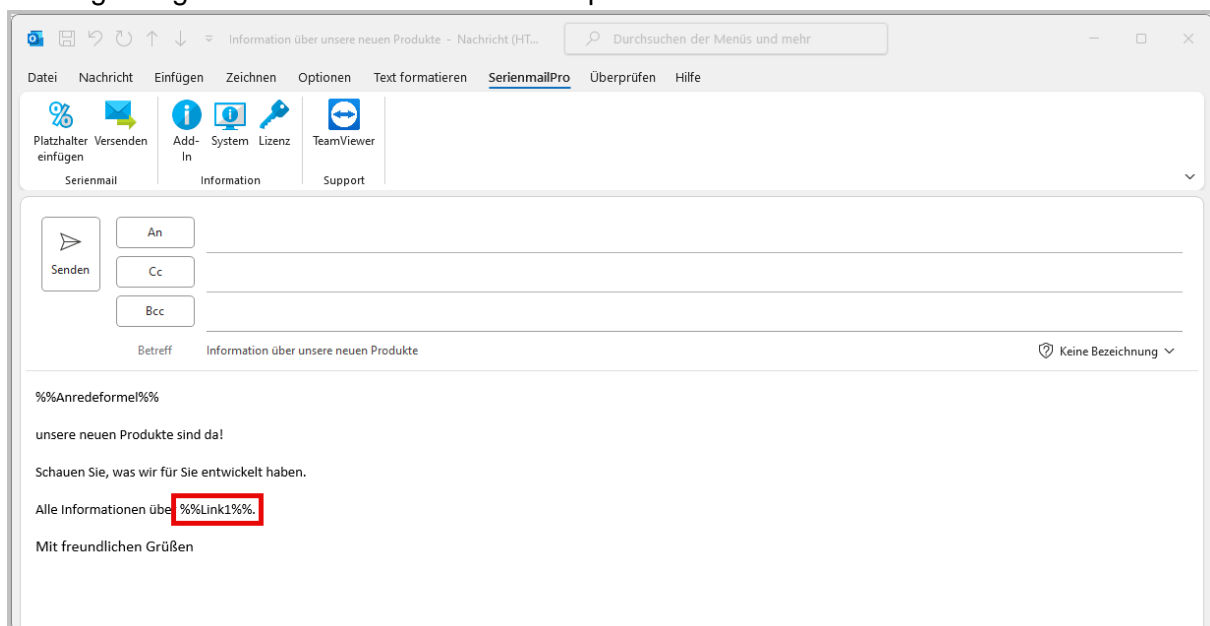 Information über unsere neuen Produkte - Nachricht (HT...
Durchsuchen der Menüs und mehr
Datei Nachricht Einfügen Zeichnen Optionen Text formatieren SerienmailPro Überprüfen Hilfe
Platzhalter einfügen
Versenden
Add-In
System
Lizenz
TeamViewer
Serienmail
Information
Support
Senden
An
Cc
Bcc
Betreff Information über unsere neuen Produkte
Keine Bezeichnung
%%Anredeformel%%
unsere neuen Produkte sind da!
Schauen Sie, was wir für Sie entwickelt haben.
Alle Informationen übe %%Link1%%.
Mit freundlichen Grüßen